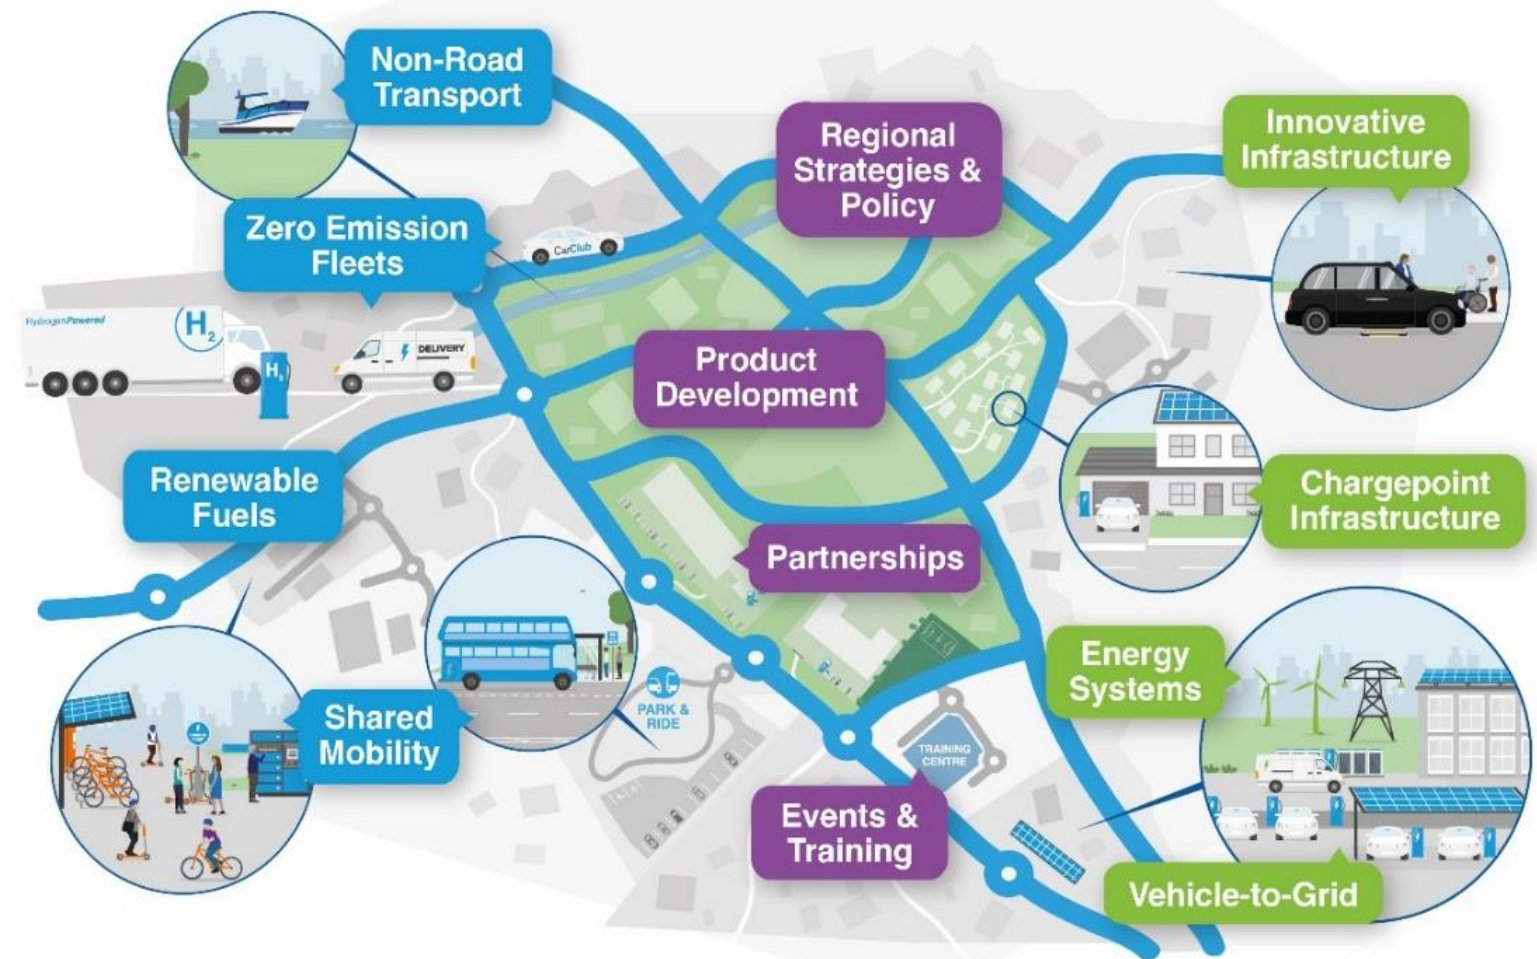 Non-Road
Transport
Regional
Strategies &
Policy
Innovative
Infrastructure
Zero Emission
Fleets
CarClub
HydrogenPowered
H2
DELIVERY
H2
Product
Development
Renewable
Fuels
Chargepoint
Infrastructure
Partnerships
Energy
Systems
PARK &
RIDE
Shared
Mobility
TRAINING
CENTRE
Events &
Training
Vehicle-to-Grid